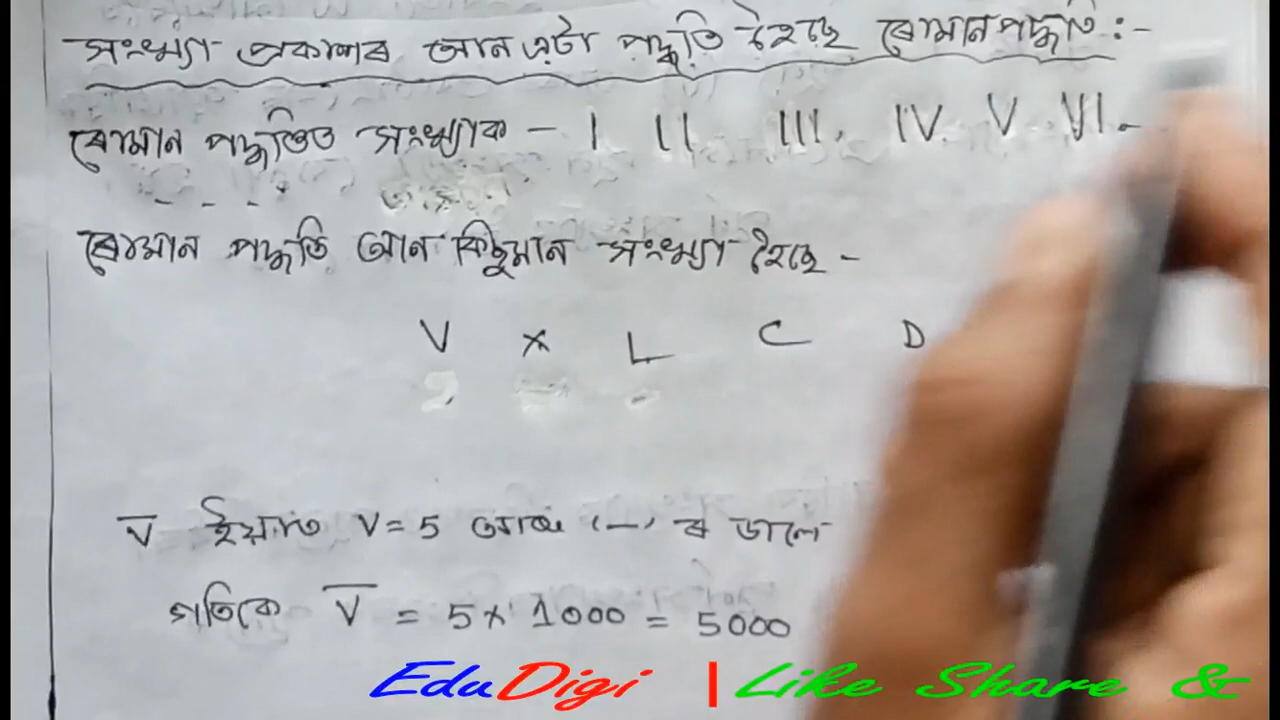 সংখ্যা প্ৰকাশৰ আন এটা পদ্ধতি হৈছে ৰোমান পদ্ধতি :-
ৰোমান পদ্ধতিত সংখ্যাক - I II III. IV V VI.
- - - .
ৰোমান পদ্ধতি আন কিছুমান সংখ্যা হৈছে -
V X L C D
V̅ ইয়াত V = 5 আৰু '—' ৰ
গতিকে V̅ = 5 × 1000 = 5000
EduDigi | Like Share &